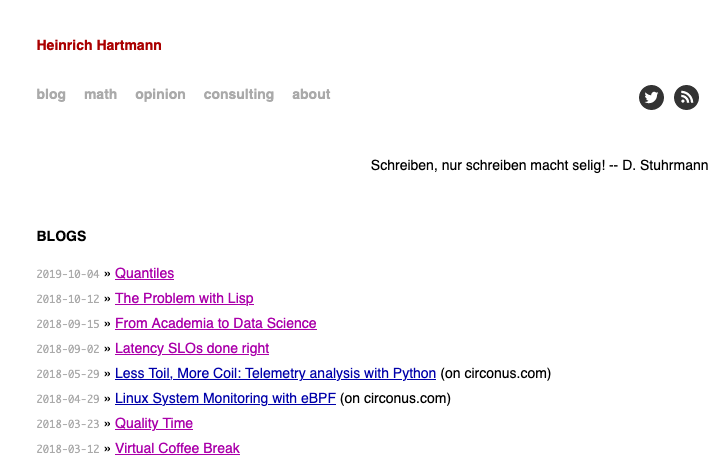 Heinrich Hartmann
blog math opinion consulting about
Schreiben, nur schreiben macht selig! -- D. Stuhrmann
BLOGS
2019-10-04 » Quantiles
2018-10-12 » The Problem with Lisp
2018-09-15 » From Academia to Data Science
2018-09-02 » Latency SLOs done right
2018-05-29 » Less Toil, More Coil: Telemetry analysis with Python (on circonus.com)
2018-04-29 » Linux System Monitoring with eBPF (on circonus.com)
2018-03-23 » Quality Time
2018-03-12 » Virtual Coffee Break